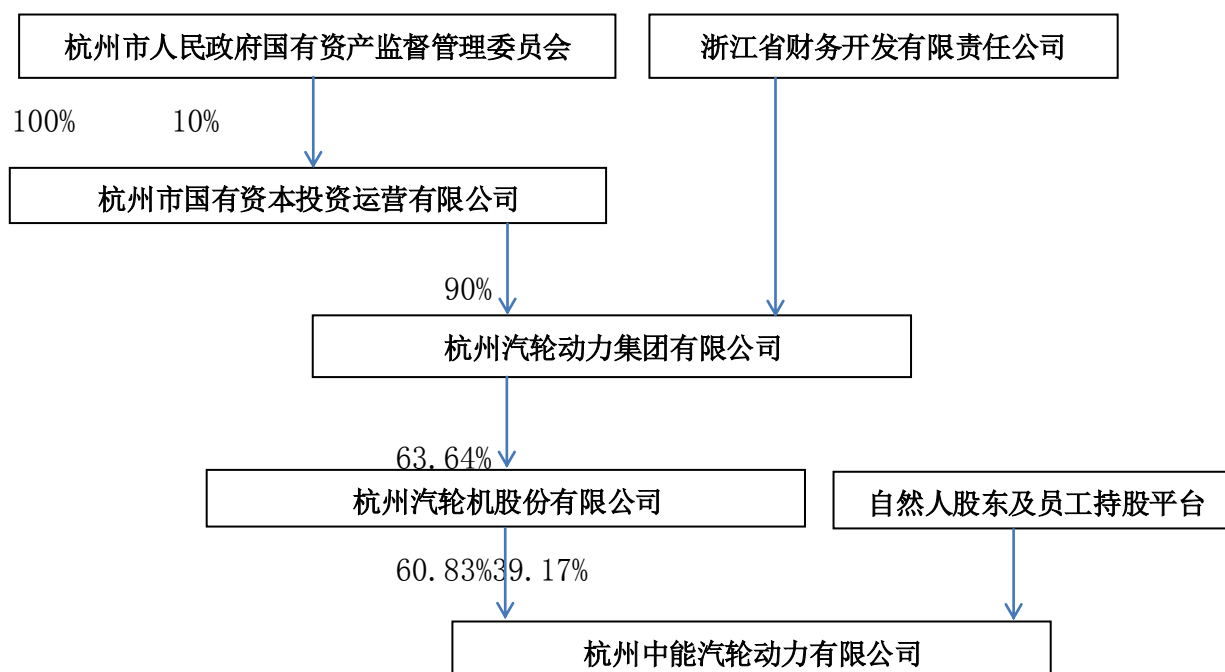 杭州市人民政府国有资产监督管理委员会
浙江省财务开发有限责任公司
100%
10%
杭州市国有资本投资运营有限公司
90%
杭州汽轮动力集团有限公司
63.64%
杭州汽轮机股份有限公司
自然人股东及员工持股平台
60.83%39.17%
杭州中能汽轮动力有限公司